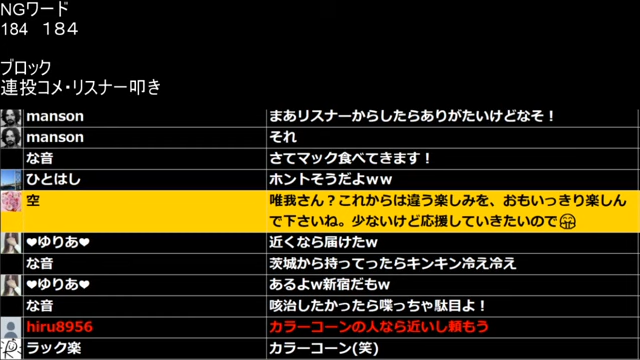 NGワード
184 １８４
ブロック
連投コメ・リスナー叩き
manson まあリスナーからしたらありがたいけどなそ！
manson それ
な音 さてマック食べてきます！
ひとはし ホントそうだよww
空 唯我さん？これからは違う楽しみを、おもいっきり楽しん
で下さいね。少ないけど応援していきたいので🤗
❤ゆりあ❤ 近くなら届けたw
な音 茨城から持ってったらキンキン冷え冷え
❤ゆりあ❤ あるよw新宿だもw
な音 咳治したかったら喋っちゃ駄目よ！
hiru8956 カラーコーンの人なら近いし頼もう
ラック楽 カラーコーン(笑)